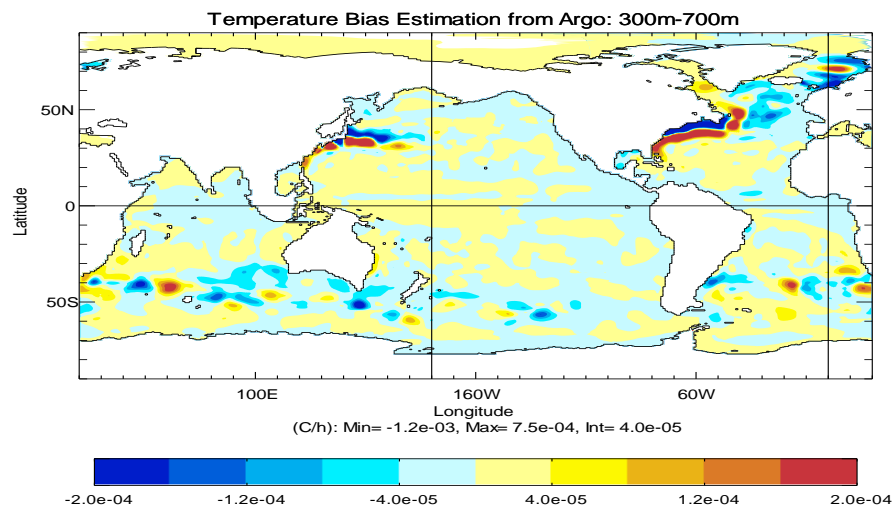 Temperature Bias Estimation from Argo: 300m-700m
50N
0
50S
Latitude
100E 160W 60W
Longitude
(C/h): Min= -1.2e-03, Max= 7.5e-04, Int= 4.0e-05
-2.0e-04 -1.2e-04 -4.0e-05 4.0e-05 1.2e-04 2.0e-04